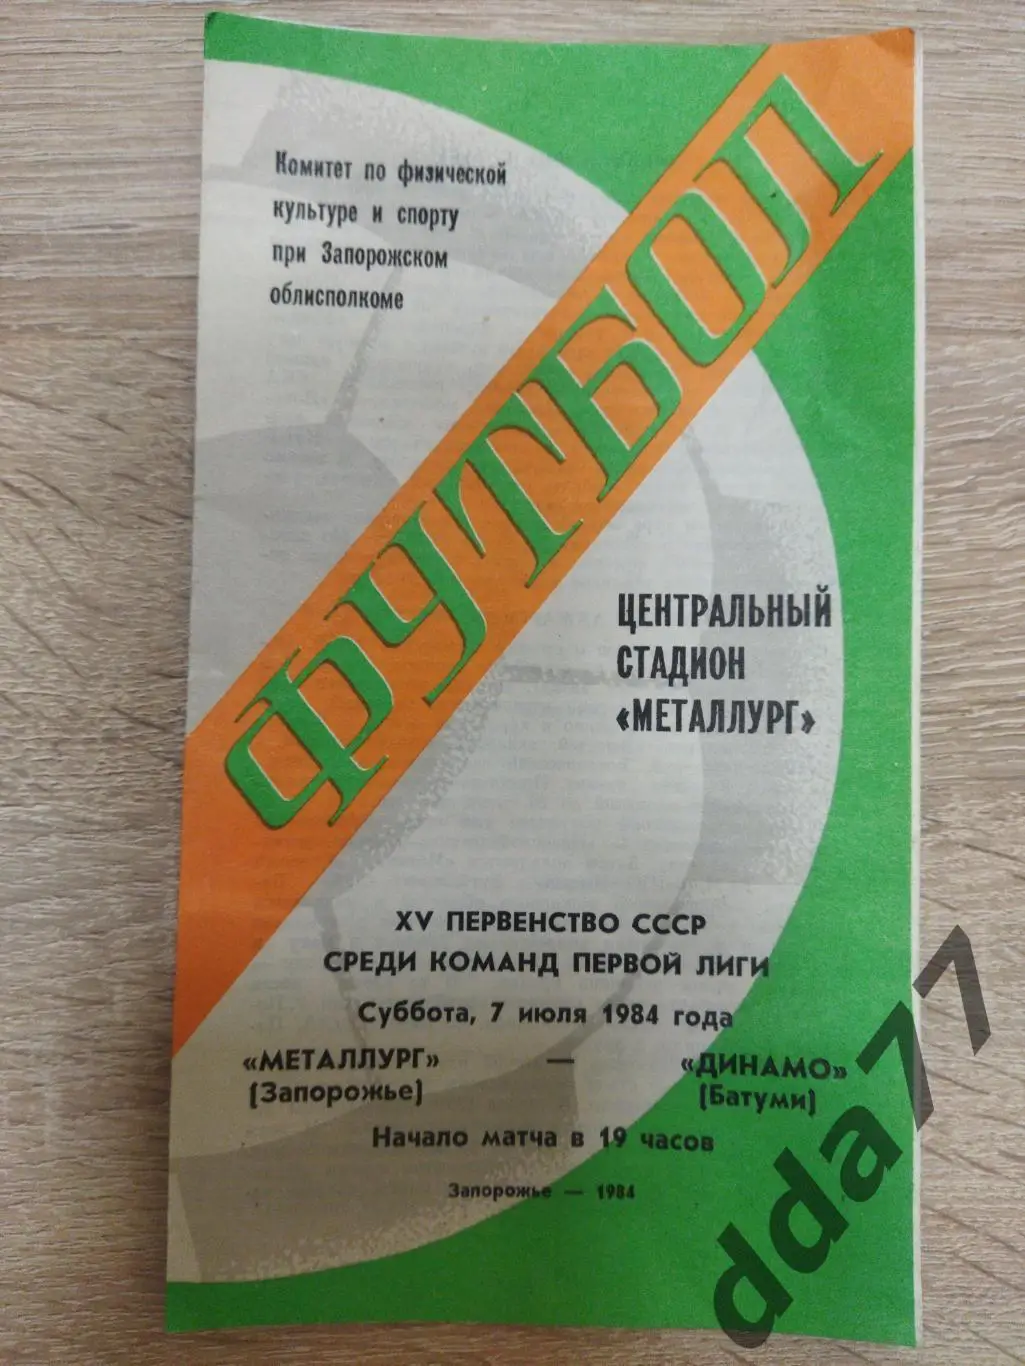 Комитет по физической
культуре и спорту
при Запорожском
облисполкоме
ФУТБОЛ
ЦЕНТРАЛЬНЫЙ
СТАДИОН
«МЕТАЛЛУРГ»
XV ПЕРВЕНСТВО СССР
СРЕДИ КОМАНД ПЕРВОЙ ЛИГИ
Суббота, 7 июля 1984 года
«МЕТАЛЛУРГ» — «ДИНАМО»
(Запорожье) (Батуми)
Начало матча в 19 часов
Запорожье — 1984
dda77